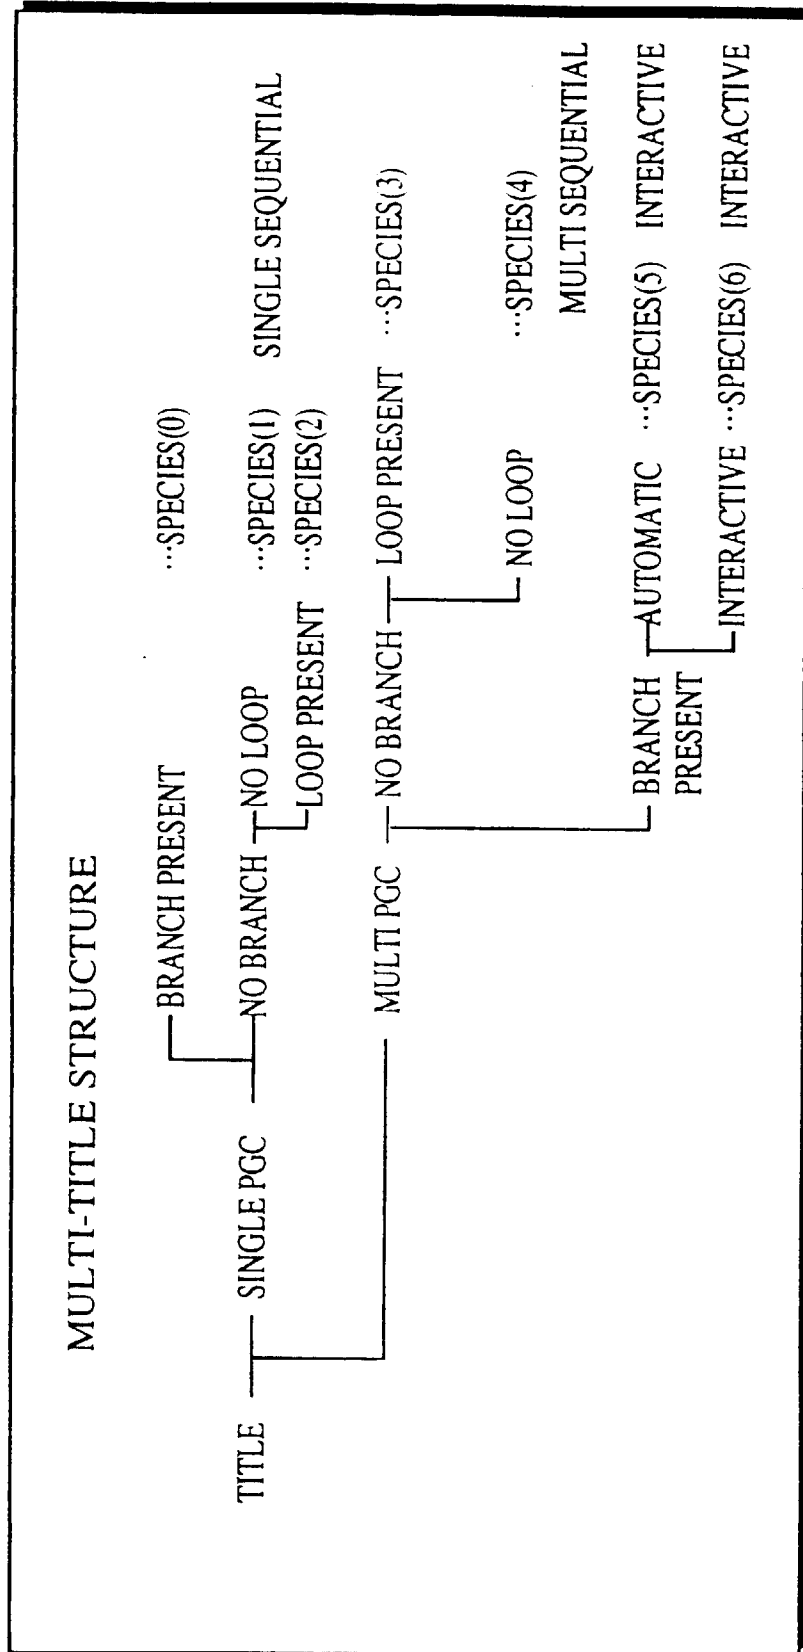 MULTI-TITLE STRUCTURE
BRANCH PRESENT ...SPECIES(0)
TITLE SINGLE PGC NO BRANCH NO LOOP ...SPECIES(1) SINGLE SEQUENTIAL
LOOP PRESENT ...SPECIES(2)
MULTI PGC NO BRANCH LOOP PRESENT ...SPECIES(3)
NO LOOP ...SPECIES(4)
MULTI SEQUENTIAL
BRANCH AUTOMATIC ...SPECIES(5) INTERACTIVE
PRESENT
INTERACTIVE ...SPECIES(6) INTERACTIVE